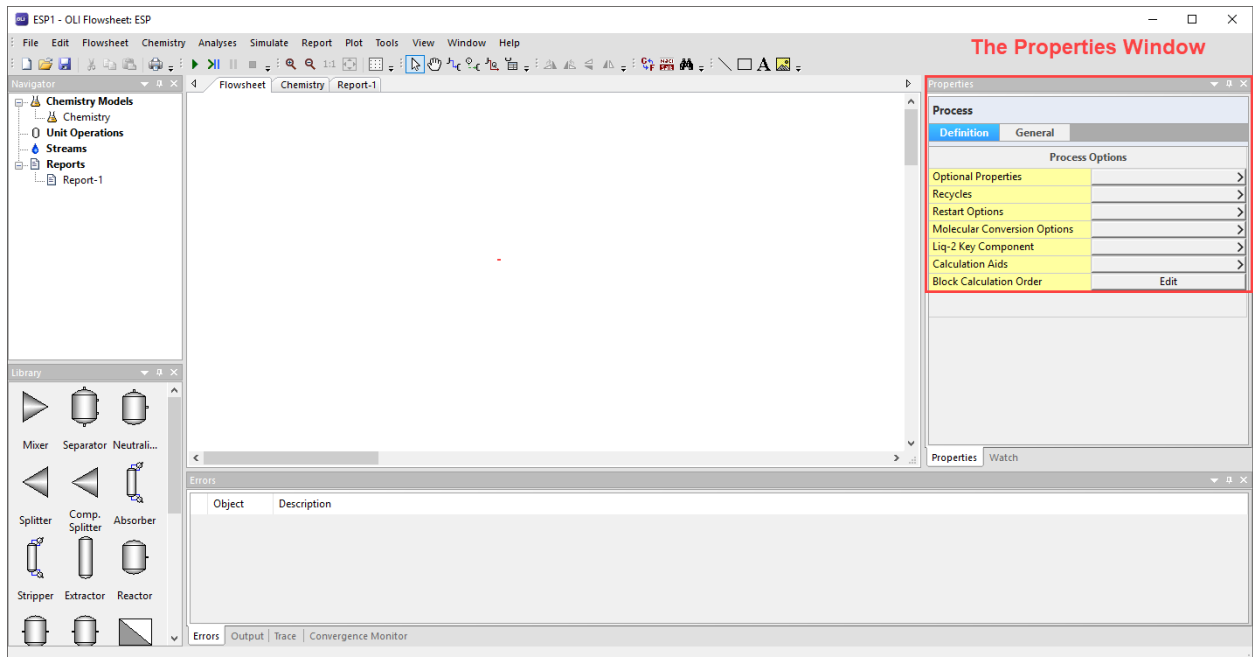 ESP1 - OLI Flowsheet: ESP
File Edit Flowsheet Chemistry Analyses Simulate Report Plot Tools View Window Help
The Properties Window
1:1
A
Navigator
Chemistry Models
Chemistry
Unit Operations
Streams
Reports
Report-1
Flowsheet Chemistry Report-1
Properties
Process
Definition General
Process Options
Optional Properties
Recycles
Restart Options
Molecular Conversion Options
Liq-2 Key Component
Calculation Aids
Block Calculation Order Edit
Properties Watch
Library
Mixer Separator Neutrali...
Splitter Comp. Splitter Absorber
Stripper Extractor Reactor
Errors
Object Description
Errors Output Trace Convergence Monitor